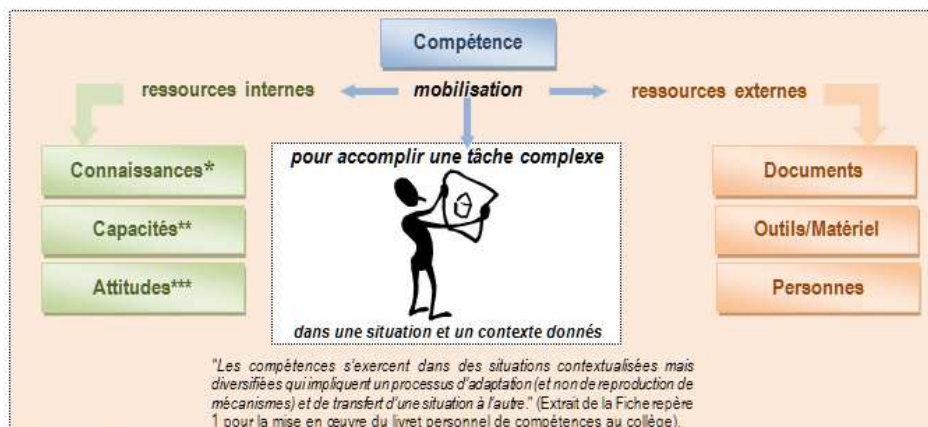 Compétence
ressources internes
mobilisation
ressources externes
Connaissances*
Capacités**
Attitudes***
pour accomplir une tâche complexe
dans une situation et un contexte donnés
Documents
Outils/Matériel
Personnes
"Les compétences s'exercent dans des situations contextualisées mais
diversifiées qui impliquent un processus d'adaptation (et non de reproduction de
mécanismes) et de transfert d'une situation à l'autre." (Extrait de la Fiche repère
1 pour la mise en œuvre du livret personnel de compétences au collège).